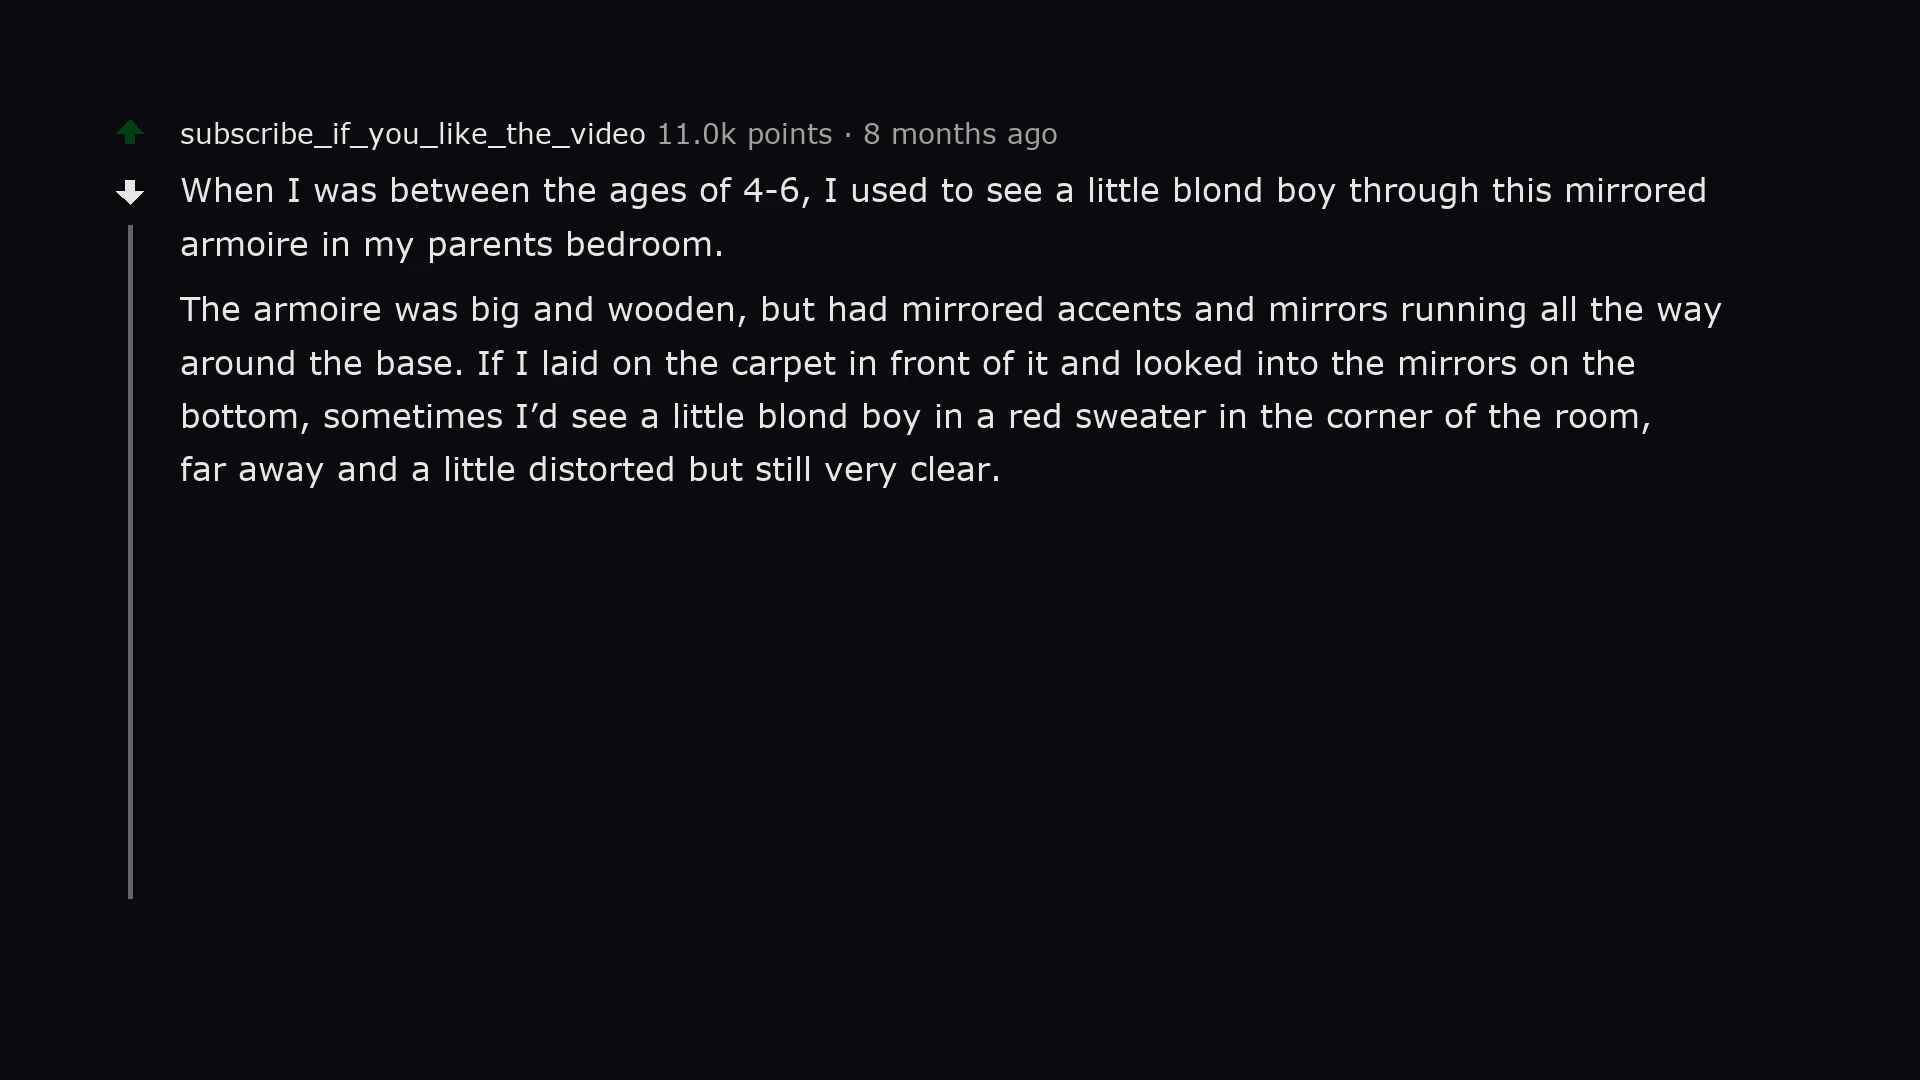 subscribe_if_you_like_the_video 11.0k points · 8 months ago
When I was between the ages of 4-6, I used to see a little blond boy through this mirrored
armoire in my parents bedroom.
The armoire was big and wooden, but had mirrored accents and mirrors running all the way
around the base. If I laid on the carpet in front of it and looked into the mirrors on the
bottom, sometimes I’d see a little blond boy in a red sweater in the corner of the room,
far away and a little distorted but still very clear.